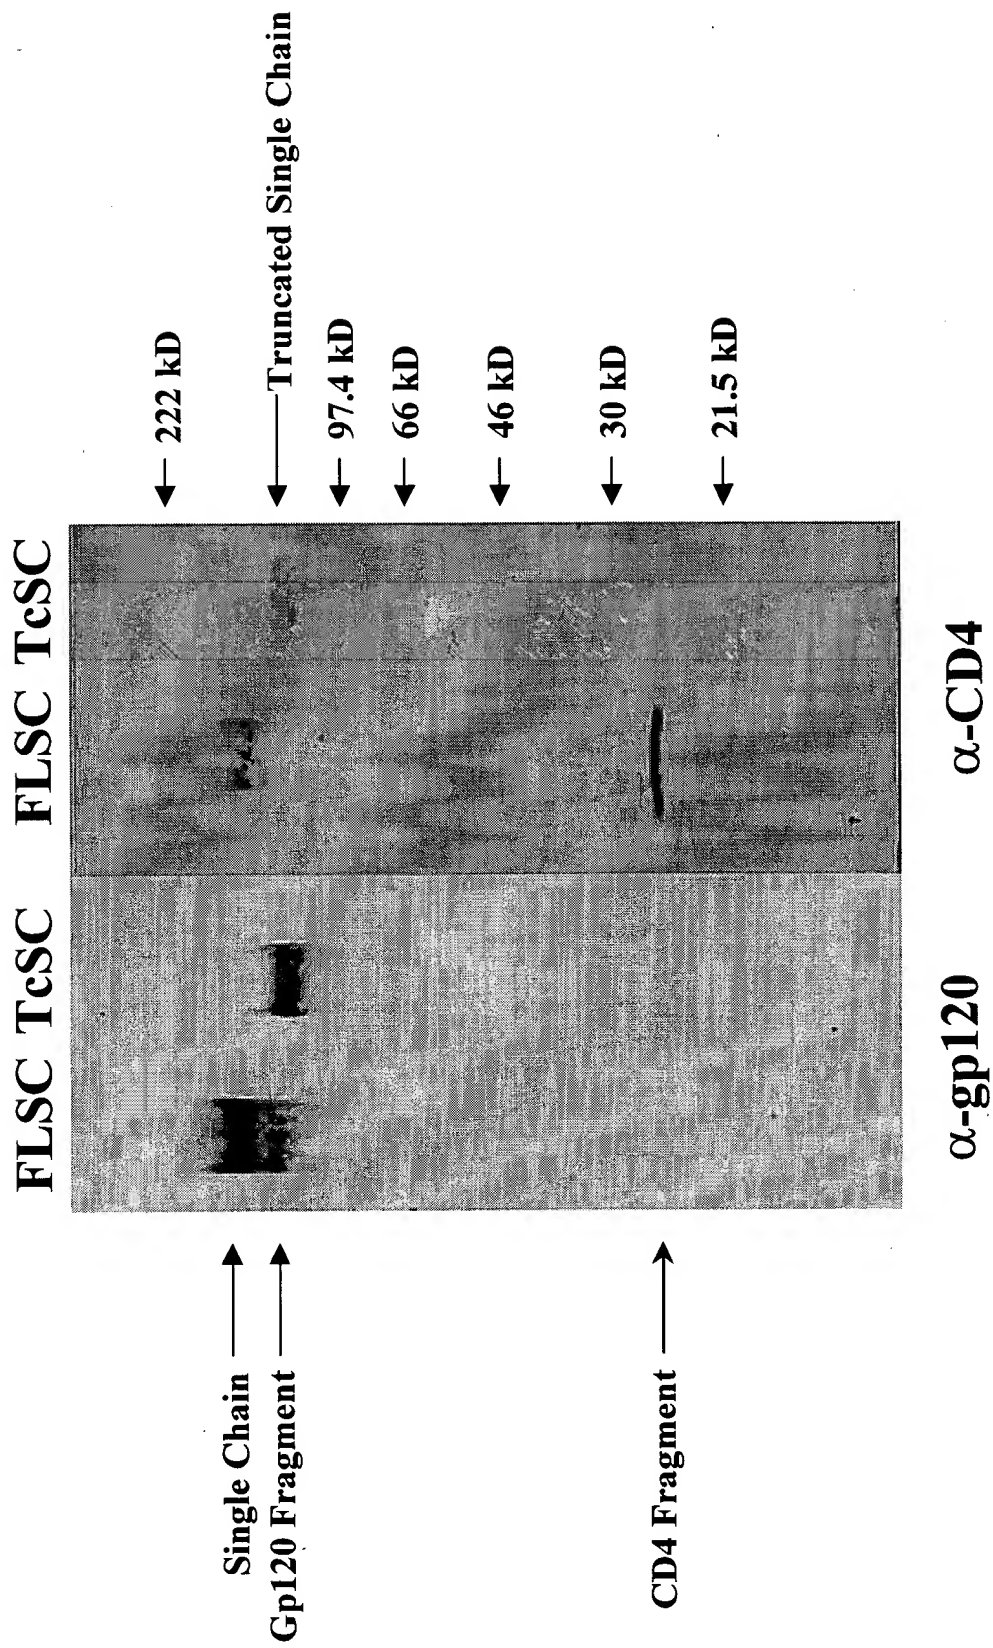 FLSC TcSC FLSC TcSC
Single Chain
Gp120 Fragment
CD4 Fragment
222 kD
Truncated Single Chain
97.4 kD
66 kD
46 kD
30 kD
21.5 kD
α-gp120 α-CD4